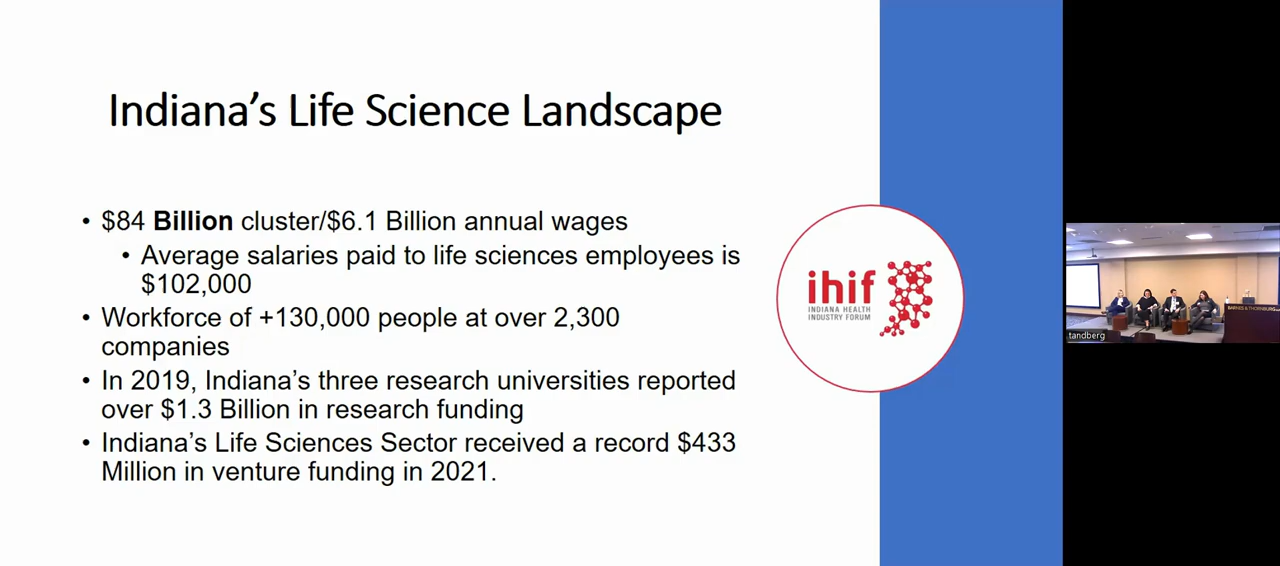 Indiana's Life Science Landscape
• $84 Billion cluster/$6.1 Billion annual wages
• Average salaries paid to life sciences employees is
$102,000
• Workforce of +130,000 people at over 2,300
companies
• In 2019, Indiana's three research universities reported
over $1.3 Billion in research funding
• Indiana's Life Sciences Sector received a record $433
Million in venture funding in 2021.
ihif
INDIANA HEALTH
INDUSTRY FORUM
BARNES & THORNBURG
tandberg